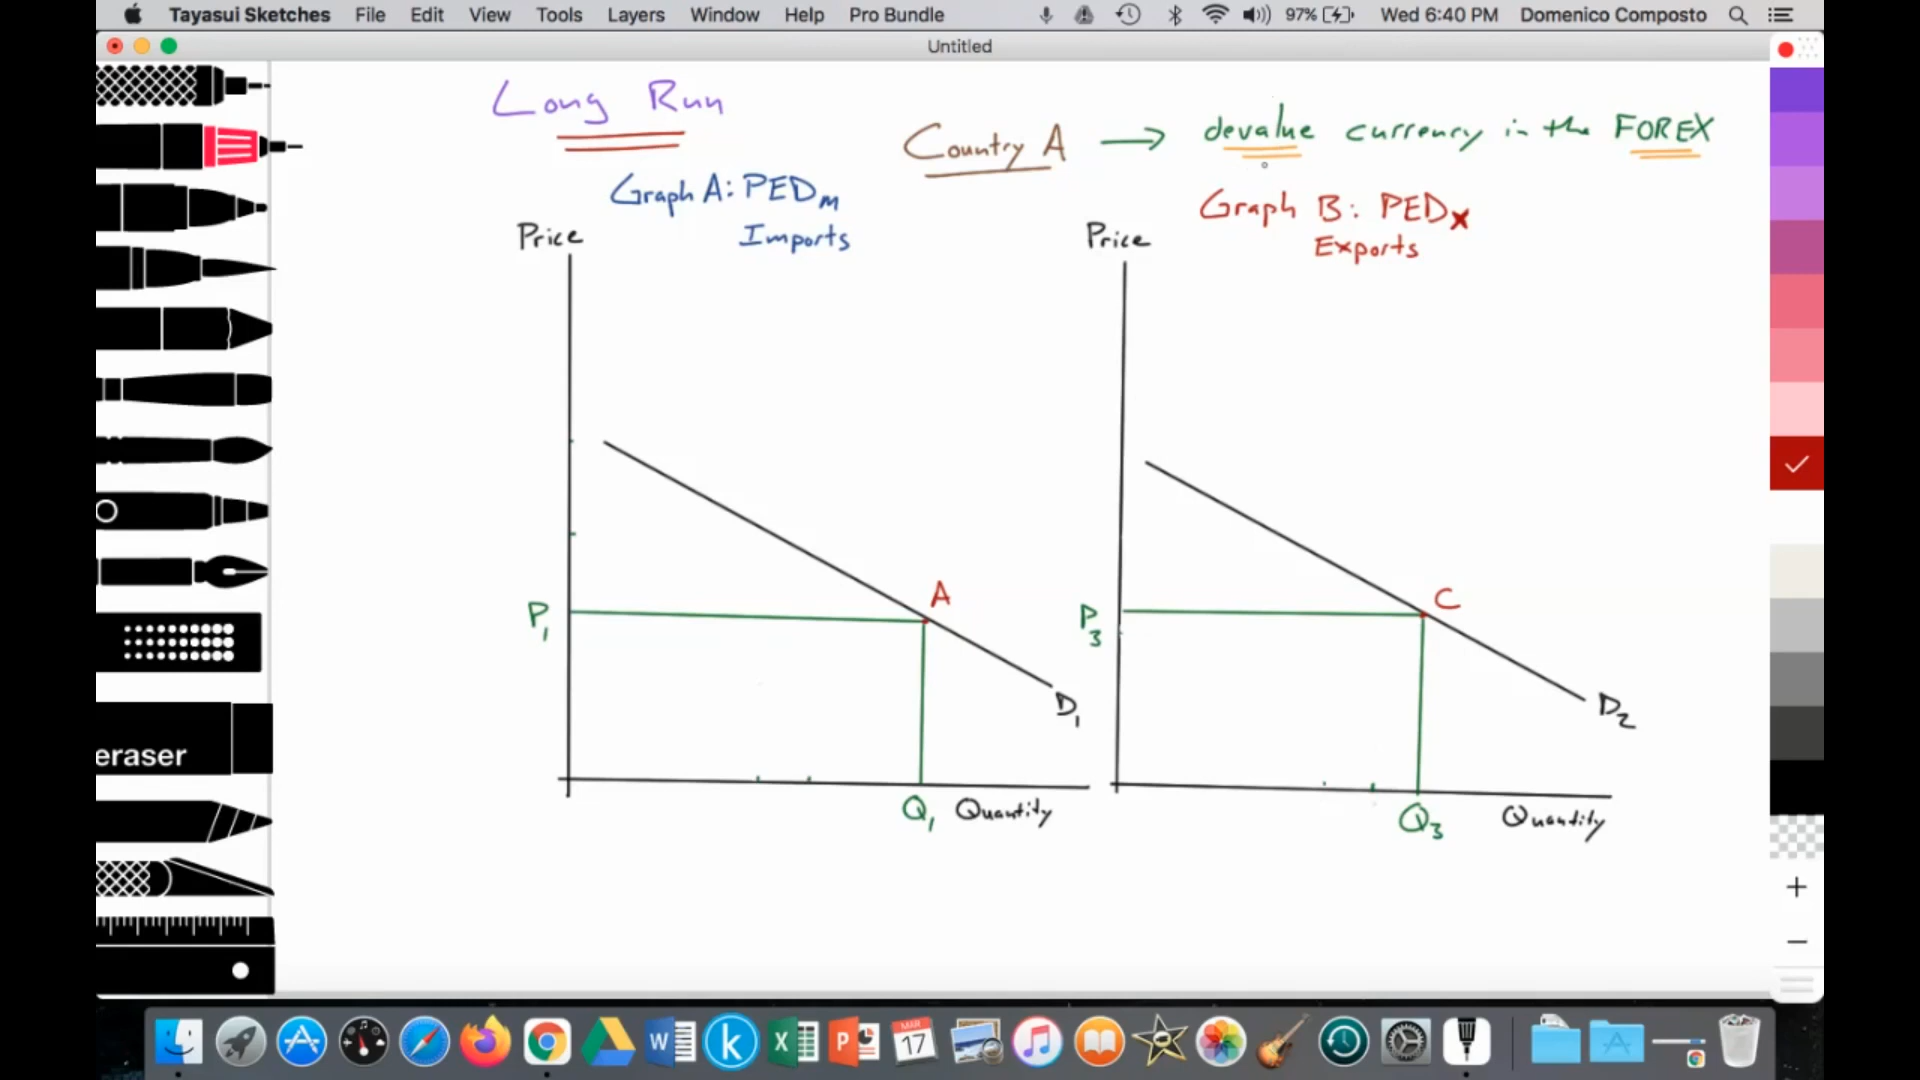 Tayasui Sketches File Edit View Tools Layers Window Help Pro Bundle 97% Wed 6:40 PM Domenico Composto
Untitled
Long Run
Country A → devalue currency in the FOREX
Graph A: PEDm
Imports
Graph B: PEDx
Exports
Price
Price
A
C
P1
P3
D1
D2
Q1 Quantity
Q3 Quantity
eraser
MAR
17
W
k
X
P